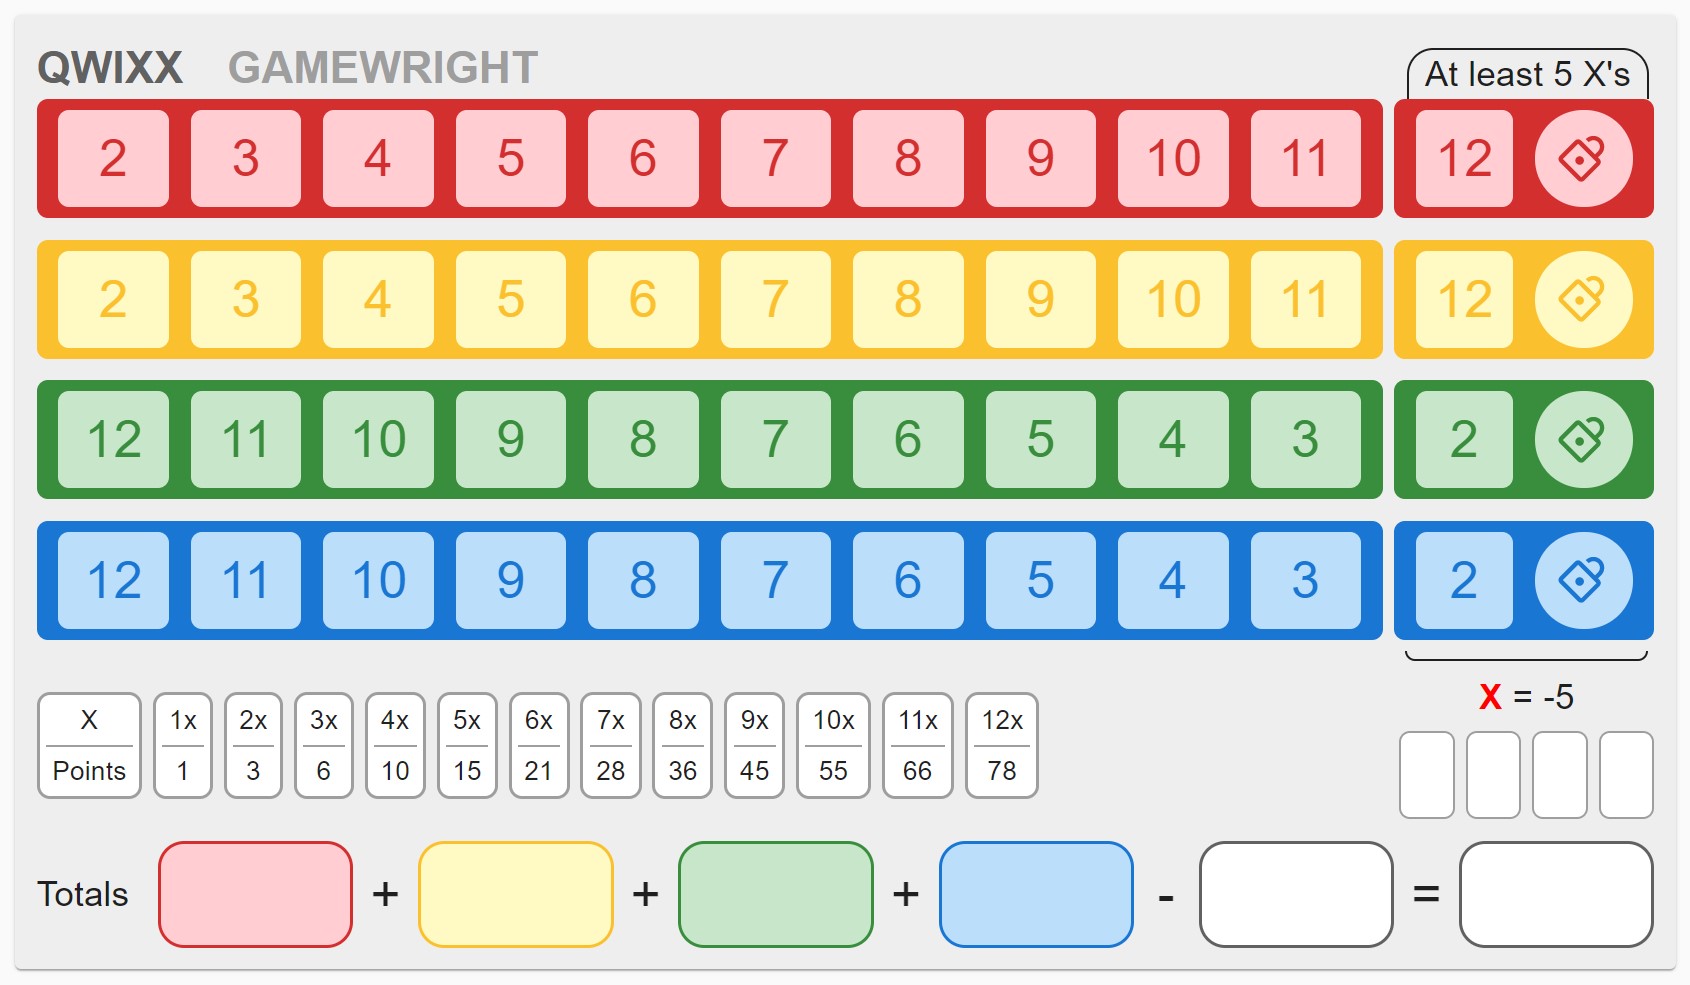 QWIXX GAMEWRIGHT
At least 5 X's
2 3 4 5 6 7 8 9 10 11 12
2 3 4 5 6 7 8 9 10 11 12
12 11 10 9 8 7 6 5 4 3 2
12 11 10 9 8 7 6 5 4 3 2
X = -5
X 1x 2x 3x 4x 5x 6x 7x 8x 9x 10x 11x 12x
Points 1 3 6 10 15 21 28 36 45 55 66 78
Totals + + + - =